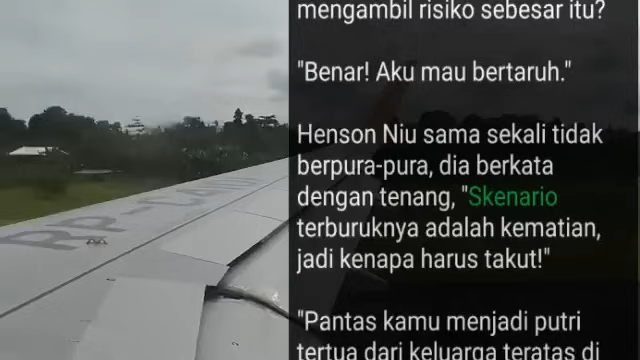 mengambil risiko sebesar itu?
"Benar! Aku mau bertaruh."
Henson Niu sama sekali tidak
berpura-pura, dia berkata
dengan tenang, "Skenario
terburuknya adalah kematian,
jadi kenapa harus takut!"
"Pantas kamu menjadi putri
tertua dari keluarga teratas di